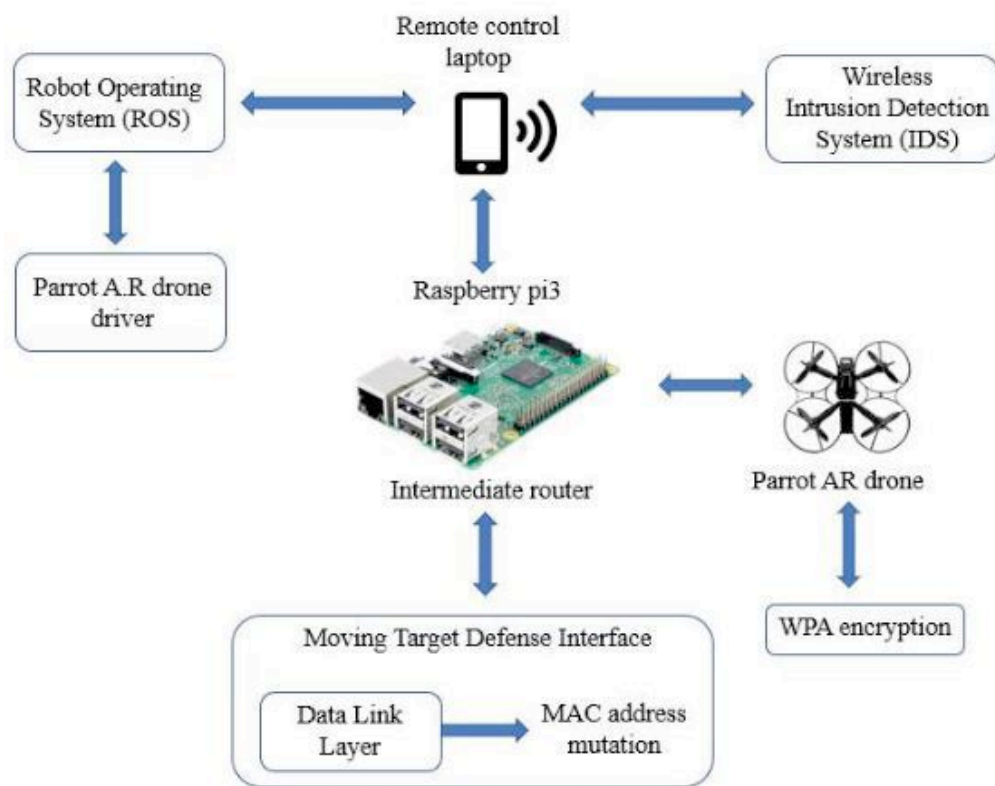 Remote control
laptop
Robot Operating
System (ROS)
Wireless
Intrusion Detection
System (IDS)
Parrot A.R drone
driver
Raspberry pi3
Intermediate router
Parrot AR drone
WPA encryption
Moving Target Defense Interface
Data Link
Layer
MAC address
mutation